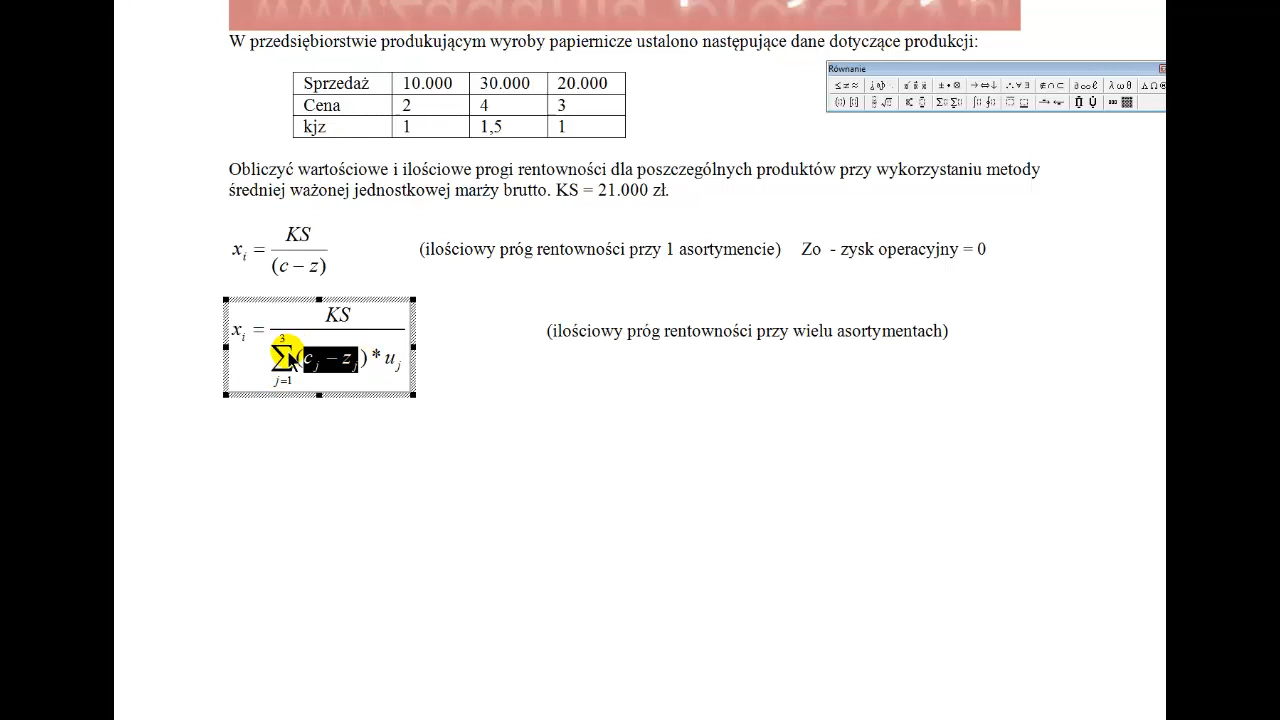 W przedsiębiorstwie produkującym wyroby papiernicze ustalono następujące dane dotyczące produkcji:
Równanie
Sprzedaż 10.000 30.000 20.000
Cena 2 4 3
kjz 1 1,5 1
Obliczyć wartościowe i ilościowe progi rentowności dla poszczególnych produktów przy wykorzystaniu metody
średniej ważonej jednostkowej marży brutto. KS = 21.000 zł.
x_i = KS / (c − z) (ilościowy próg rentowności przy 1 asortymencie) Zo - zysk operacyjny = 0
x_i = KS / ∑_{j=1}^{3} (c_j − z_j) * u_j (ilościowy próg rentowności przy wielu asortymentach)